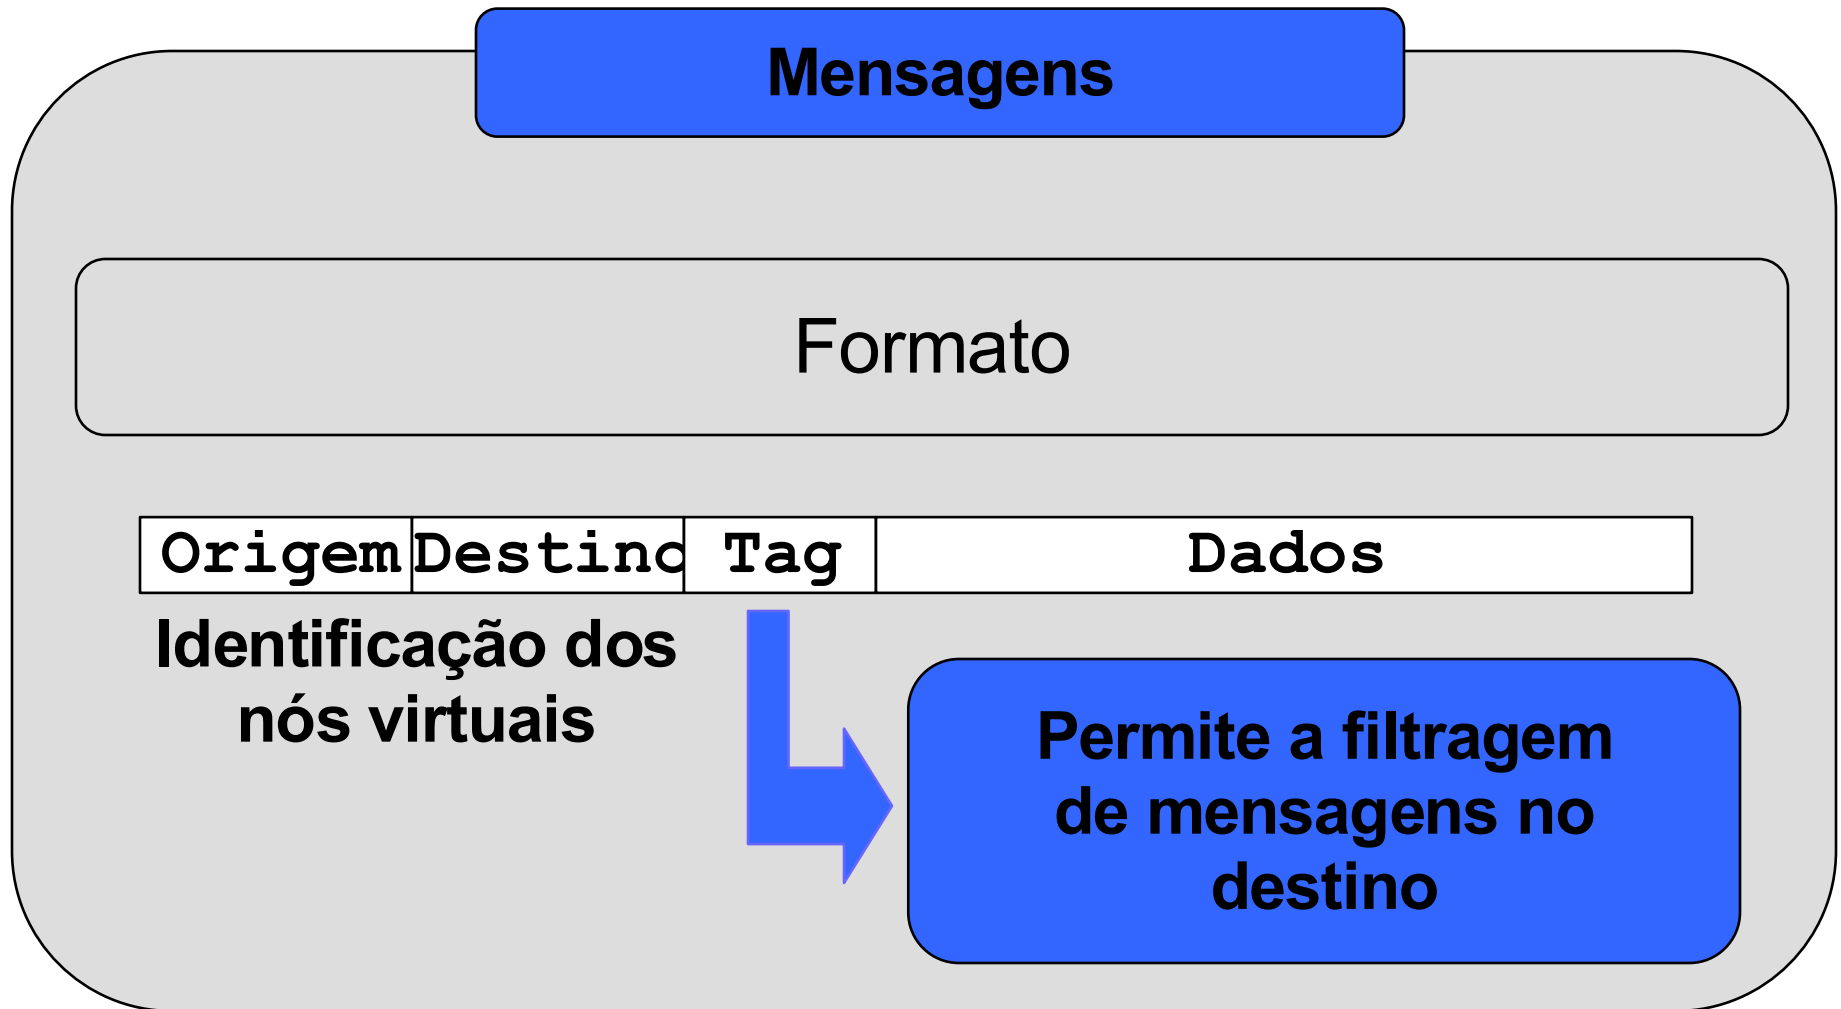 Mensagens
Formato
Origem Destino Tag Dados
Identificação dos
nós virtuais
Permite a filtragem
de mensagens no
destino